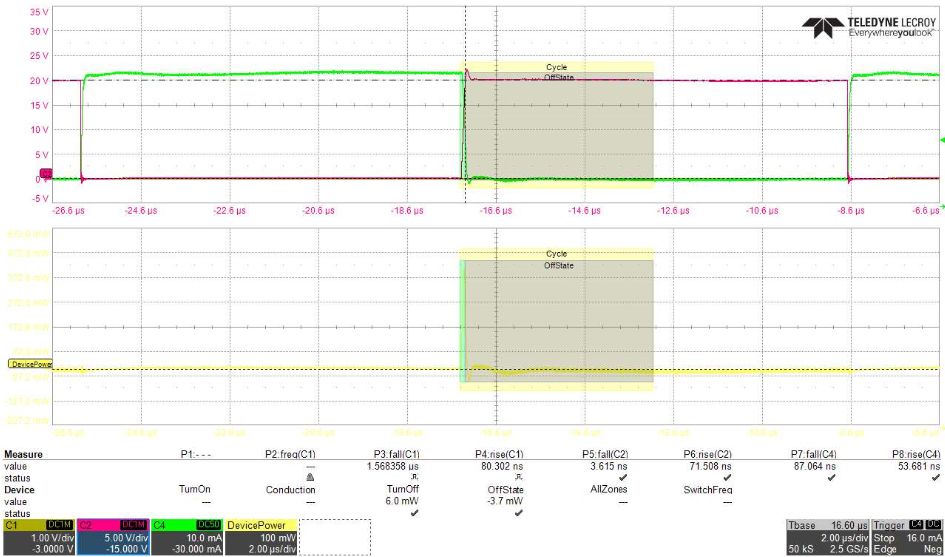 35 V
TELEDYNE LECROY
Everywhereyoulook™
30 V
25 V
Cycle
OffState
20 V
15 V
10 V
5 V
C2
0 V
-5 V
-26.6 µs -24.6 µs -22.6 µs -20.6 µs -18.6 µs -16.6 µs -14.6 µs -12.6 µs -10.6 µs -8.6 µs -6.6 µs
Cycle
OffState
DevicePower
Measure P1:- - - P2:freq(C1) P3:fall(C1) P4:rise(C1) P5:fall(C2) P6:rise(C2) P7:fall(C4) P8:rise(C4)
value --- 1.568358 µs 80.302 ns 3.615 ns 71.508 ns 87.064 ns 53.681 ns
status
Device TurnOn Conduction TurnOff OffState AllZones SwitchFreq
value --- --- 6.0 mW -3.7 mW --- ---
status
C1 DC1M C2 DC1M C4 DC50 DevicePower Tbase 16.60 µs Trigger C4 DC
1.00 V/div 5.00 V/div 10.0 mA 100 mW 2.00 µs/div Stop 16.0 mA
-3.0000 V -15.000 V -30.000 mA 2.00 µs/div 50 kS 2.5 GS/s Edge Neg